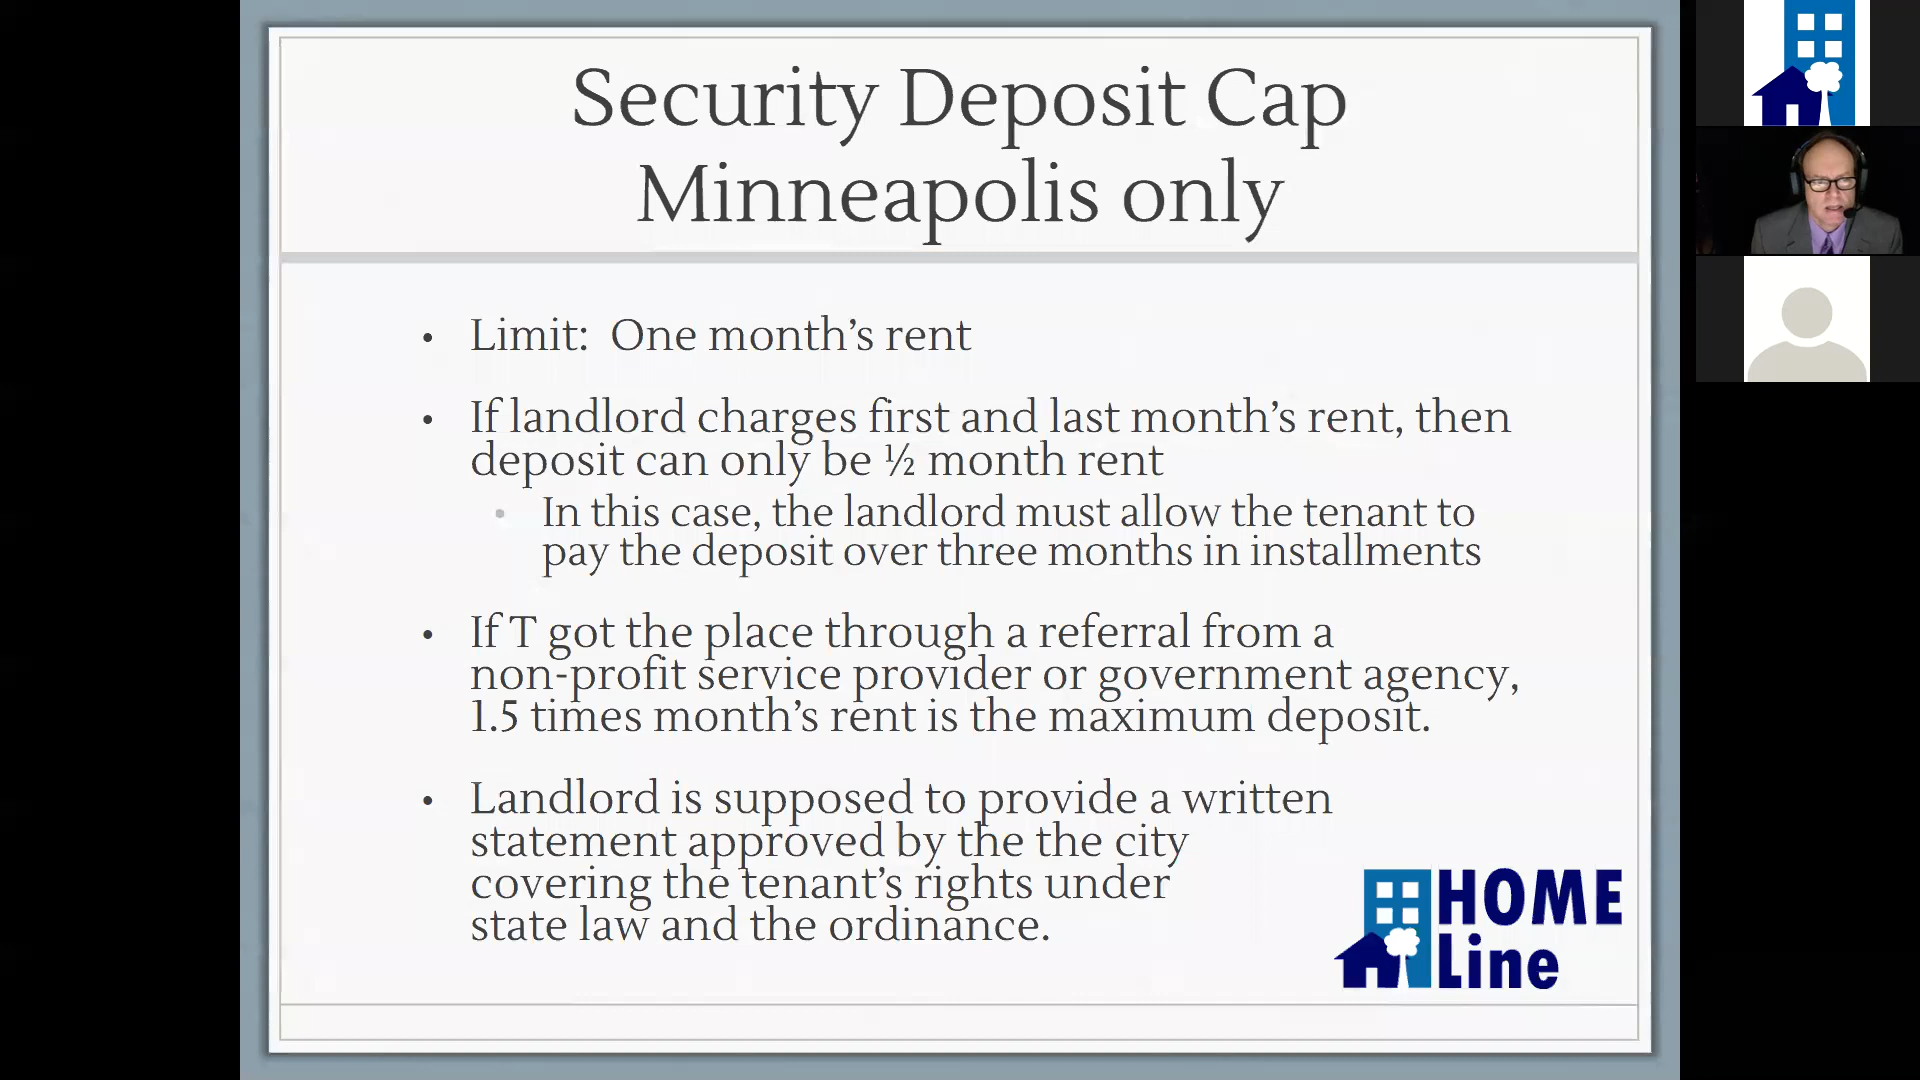 Security Deposit Cap
Minneapolis only
• Limit:  One month’s rent
• If landlord charges first and last month’s rent, then
deposit can only be ½ month rent
• In this case, the landlord must allow the tenant to
pay the deposit over three months in installments
• If T got the place through a referral from a
non-profit service provider or government agency,
1.5 times month’s rent is the maximum deposit.
• Landlord is supposed to provide a written
statement approved by the the city
covering the tenant’s rights under
state law and the ordinance.
HOME
Line